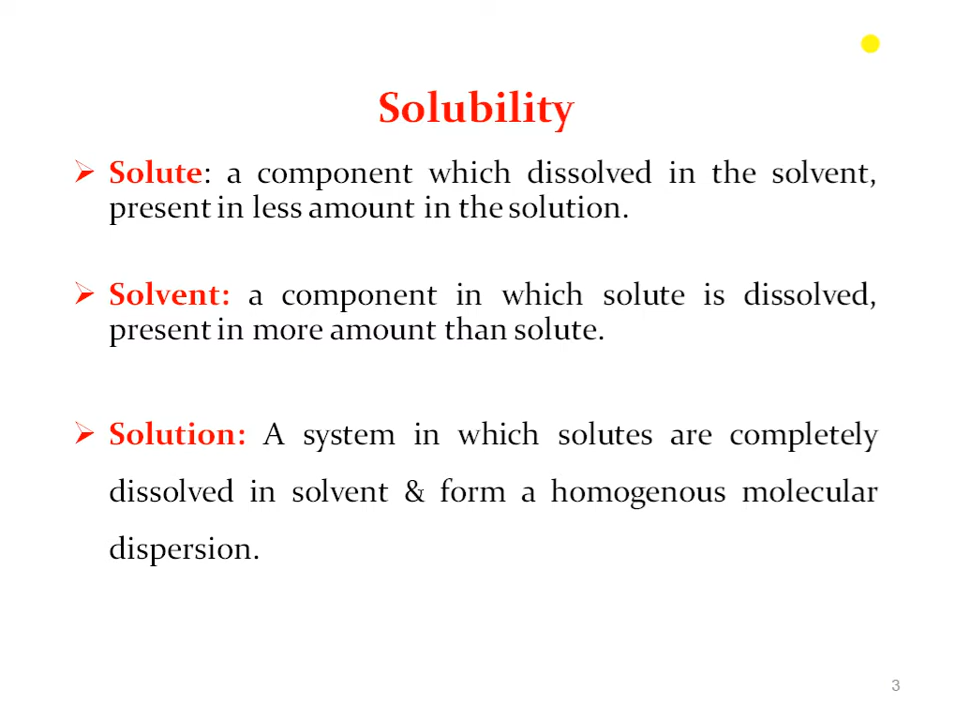 Solubility
Solute: a component which dissolved in the solvent,
present in less amount in the solution.
Solvent: a component in which solute is dissolved,
present in more amount than solute.
Solution: A system in which solutes are completely
dissolved in solvent & form a homogenous molecular
dispersion.
3